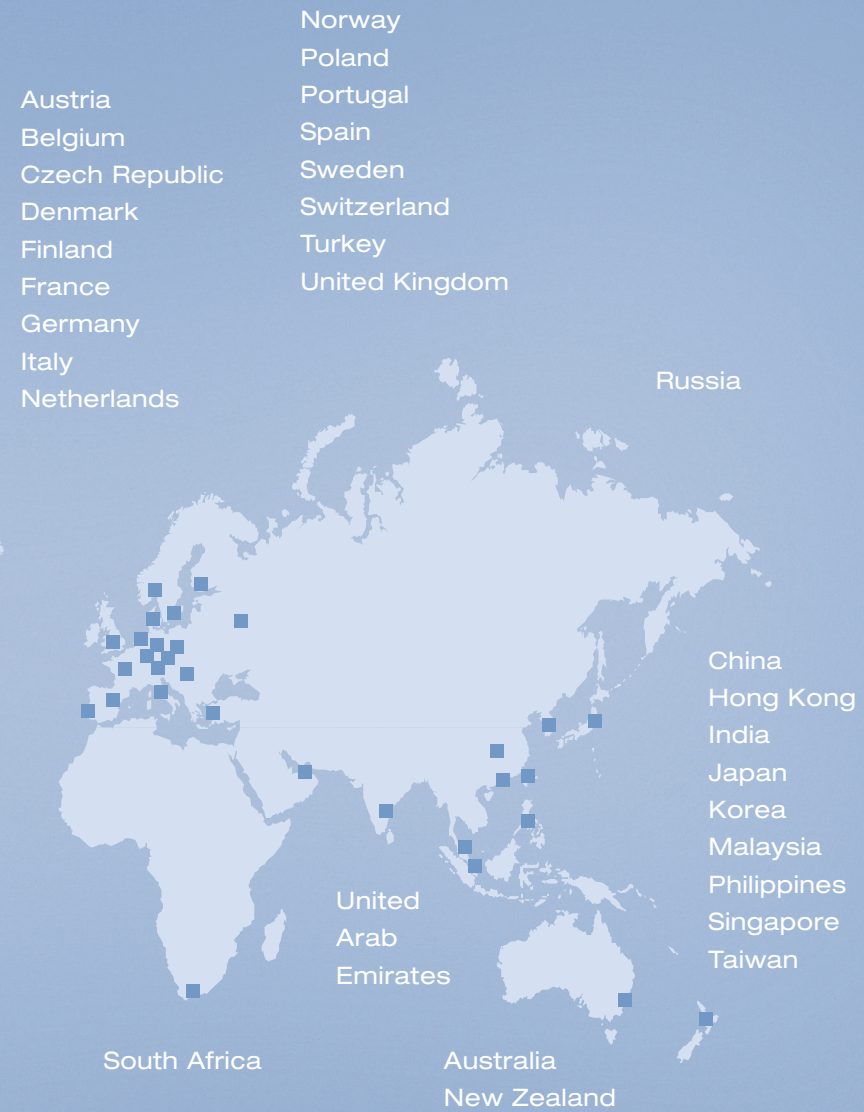 Austria
Belgium
Czech Republic
Denmark
Finland
France
Germany
Italy
Netherlands
Norway
Poland
Portugal
Spain
Sweden
Switzerland
Turkey
United Kingdom
Russia
China
Hong Kong
India
Japan
Korea
Malaysia
Philippines
Singapore
Taiwan
United
Arab
Emirates
South Africa
Australia
New Zealand